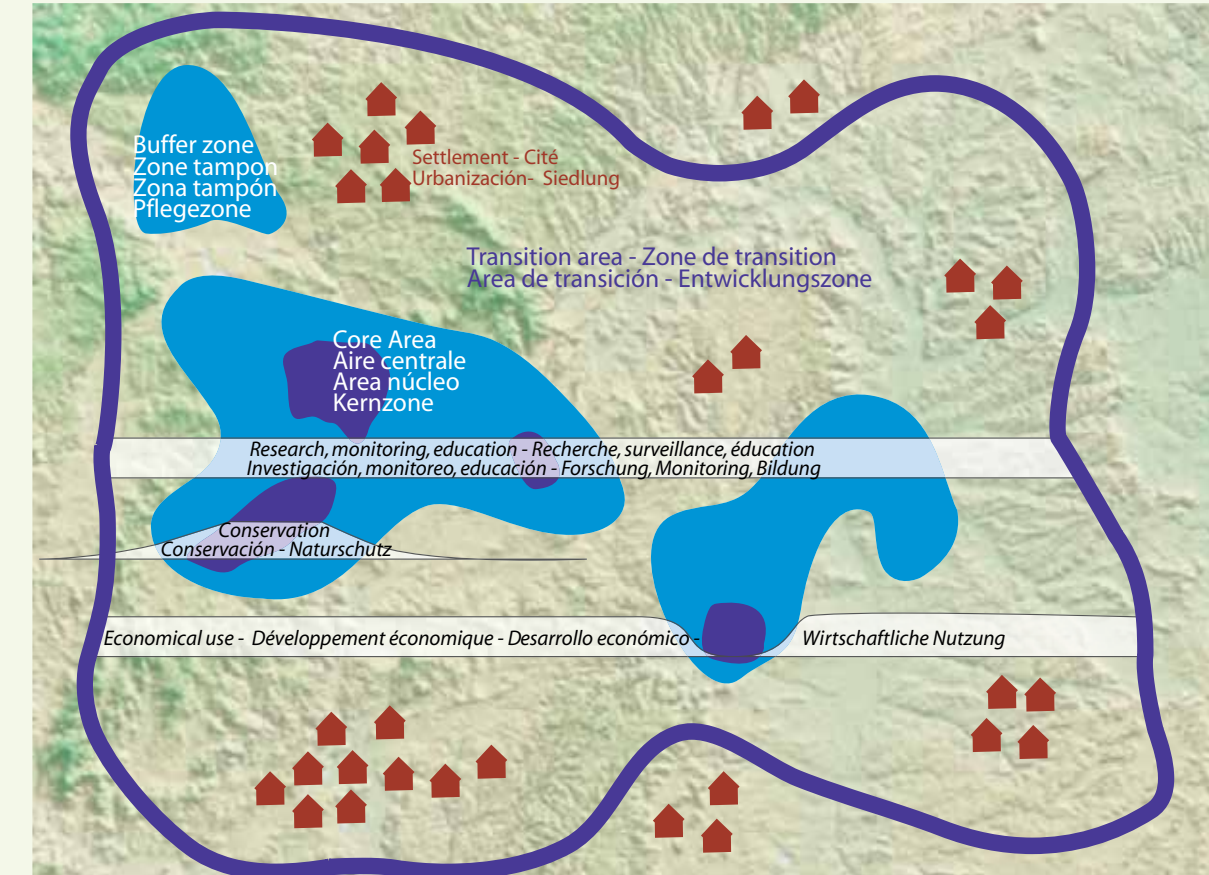 Buffer zone
Zone tampon
Zona tampón
Pflegezone
Settlement - Cité
Urbanización- Siedlung
Transition area - Zone de transition
Area de transición - Entwicklungszone
Core Area
Aire centrale
Area núcleo
Kernzone
Research, monitoring, education - Recherche, surveillance, éducation
Investigación, monitoreo, educación - Forschung, Monitoring, Bildung
Conservation
Conservación - Naturschutz
Economical use - Développement économique - Desarrollo económico - Wirtschaftliche Nutzung